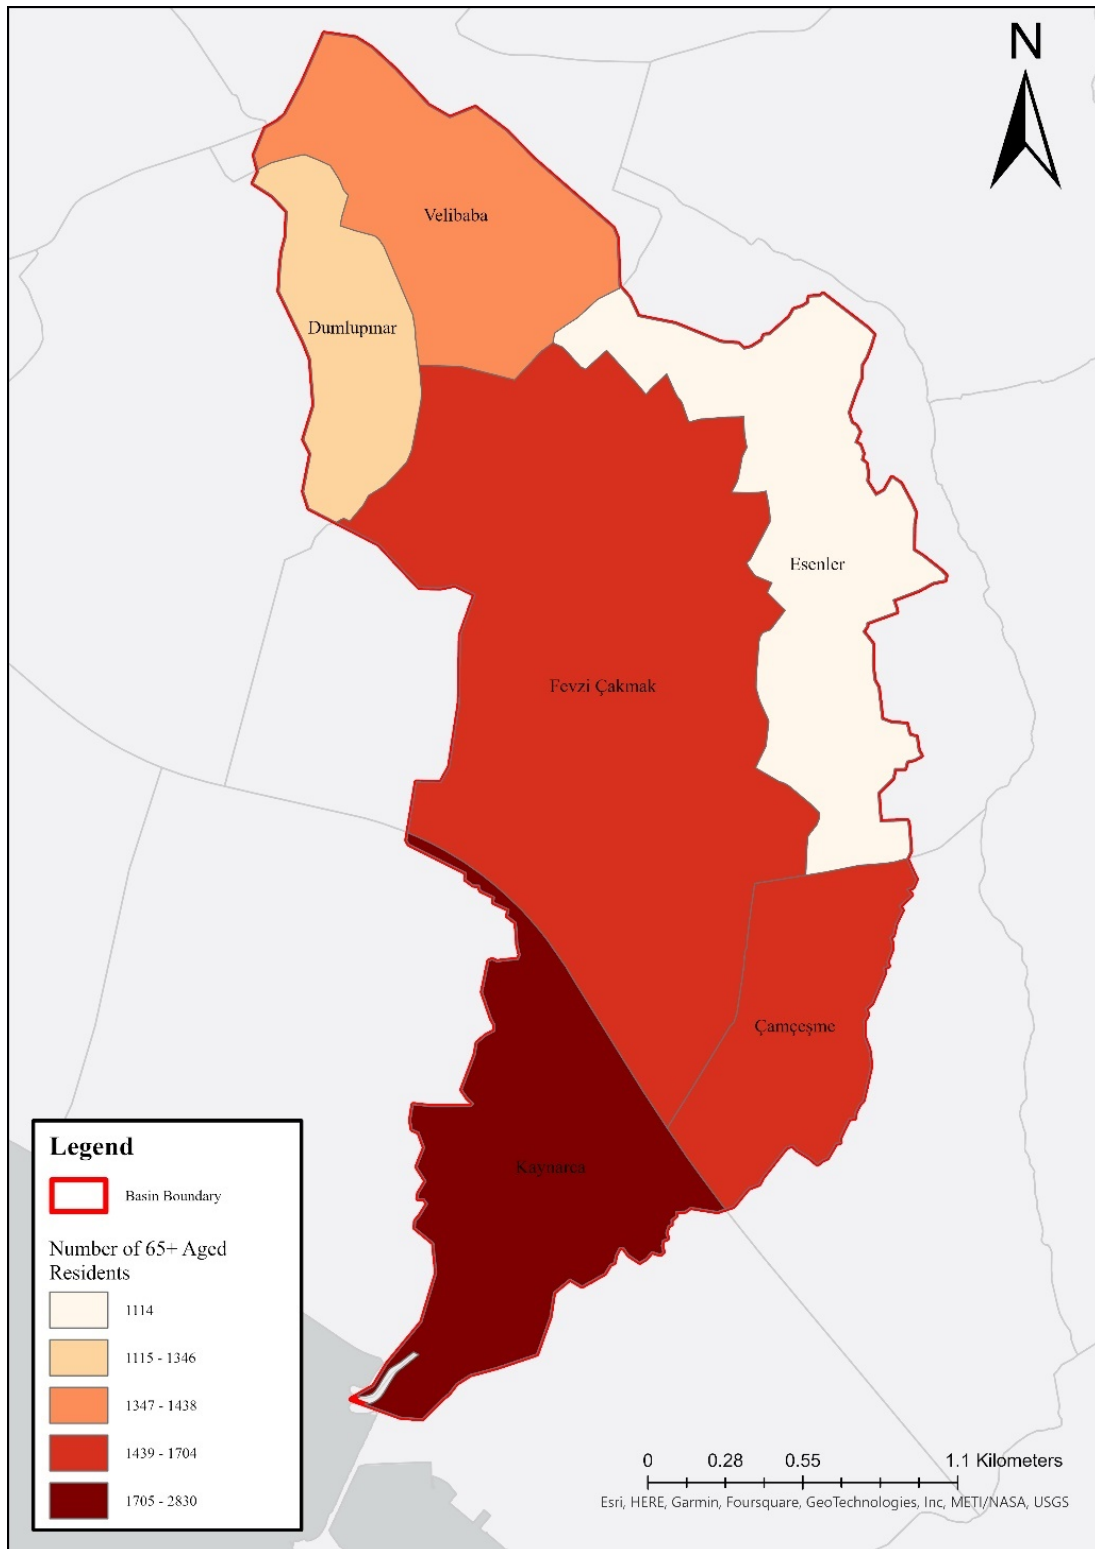 N
Velibaba
Dumlupınar
Esenler
Fevzi Çakmak
Çamçeşme
Kaynarca
Legend
Basin Boundary
Number of 65+ Aged
Residents
1114
1115 - 1346
1347 - 1438
1439 - 1704
1705 - 2830
0 0.28 0.55 1.1 Kilometers
Esri, HERE, Garmin, Foursquare, GeoTechnologies, Inc, METI/NASA, USGS